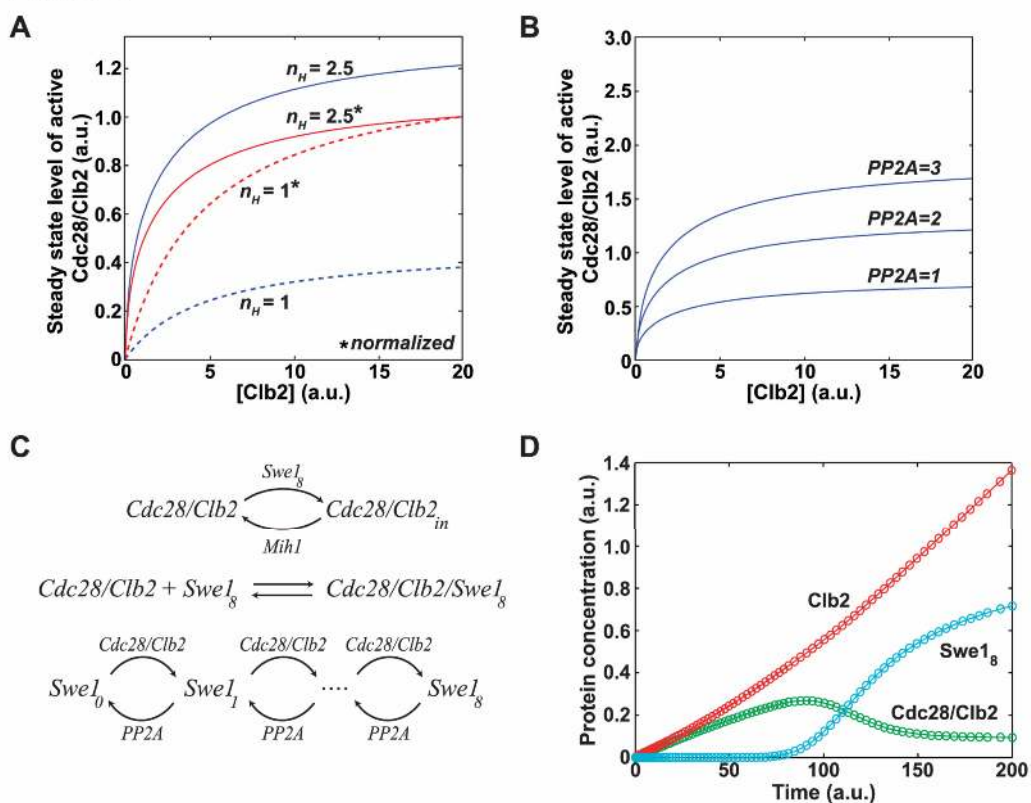 A
Steady state level of active
Cdc28/Clb2 (a.u.)
1.2
1.0
0.8
0.6
0.4
0.2
0
n_H = 2.5
n_H = 2.5*
n_H = 1*
n_H = 1
*normalized
0 5 10 15 20
[Clb2] (a.u.)
B
Steady state level of active
Cdc28/Clb2 (a.u.)
3.0
2.5
2.0
1.5
1.0
0.5
0
PP2A=3
PP2A=2
PP2A=1
0 5 10 15 20
[Clb2] (a.u.)
C
Swe1_8
Cdc28/Clb2 Cdc28/Clb2_in
Mih1
Cdc28/Clb2 + Swe1_8 Cdc28/Clb2/Swe1_8
Cdc28/Clb2 Cdc28/Clb2 Cdc28/Clb2
Swe1_0 Swe1_1 ..... Swe1_8
PP2A PP2A PP2A
D
Protein concentration (a.u.)
1.4
1.2
1.0
0.8
0.6
0.4
0.2
0
Clb2
Swe1_8
Cdc28/Clb2
0 50 100 150 200
Time (a.u.)